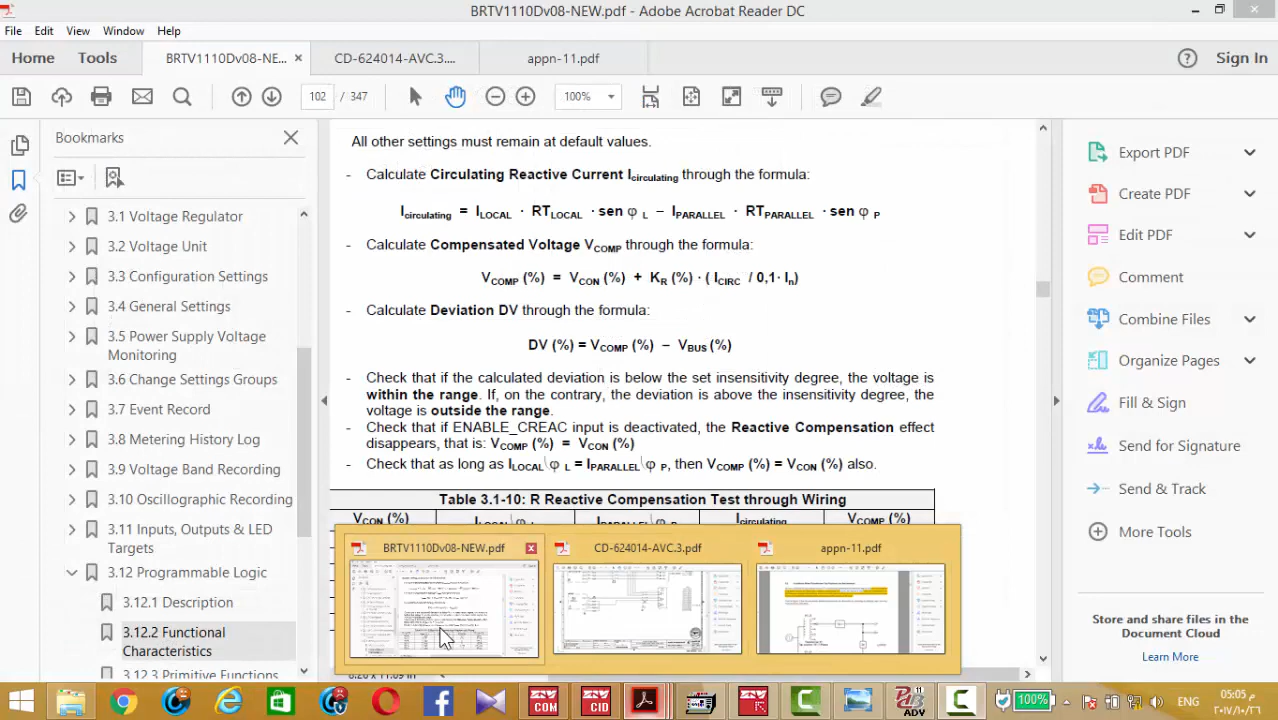 BRTV1110Dv08-NEW.pdf - Adobe Acrobat Reader DC
File Edit View Window Help
Home Tools BRTV1110Dv08-NE... × CD-624014-AVC.3.... appn-11.pdf ? Sign In
102 / 347 100%
Bookmarks
3.1 Voltage Regulator
3.2 Voltage Unit
3.3 Configuration Settings
3.4 General Settings
3.5 Power Supply Voltage
Monitoring
3.6 Change Settings Groups
3.7 Event Record
3.8 Metering History Log
3.9 Voltage Band Recording
3.10 Oscillographic Recording
3.11 Inputs, Outputs & LED
Targets
3.12 Programmable Logic
3.12.1 Description
3.12.2 Functional
Characteristics
3.12.3 Primitive Functions
All other settings must remain at default values.
- Calculate Circulating Reactive Current Icirculating through the formula:
Icirculating = ILOCAL · RTLOCAL · sen φ L – IPARALLEL · RTPARALLEL · sen φ P
- Calculate Compensated Voltage VCOMP through the formula:
VCOMP (%) = VCON (%) + KR (%) · ( ICIRC / 0,1· In)
- Calculate Deviation DV through the formula:
DV (%) = VCOMP (%) – VBUS (%)
- Check that if the calculated deviation is below the set insensitivity degree, the voltage is
within the range. If, on the contrary, the deviation is above the insensitivity degree, the
voltage is outside the range.
- Check that if ENABLE_CREAC input is deactivated, the Reactive Compensation effect
disappears, that is: VCOMP (%) = VCON (%)
- Check that as long as ILOCAL\φ L = IPARALLEL\φ P, then VCOMP (%) = VCON (%) also.
Table 3.1-10: R Reactive Compensation Test through Wiring
VCON (%) ILOCAL\φ L IPARALLEL\φ P Icirculating VCOMP (%)
BRTV1110Dv08-NEW.pdf CD-624014-AVC.3.pdf appn-11.pdf
Export PDF
Create PDF
Edit PDF
Comment
Combine Files
Organize Pages
Fill & Sign
Send for Signature
Send & Track
More Tools
Store and share files in the
Document Cloud
Learn More
8.26 x 11.69 in
COM CID ADV 100% ENG
05:05 م
٢٠١٧/١٠/٢٦